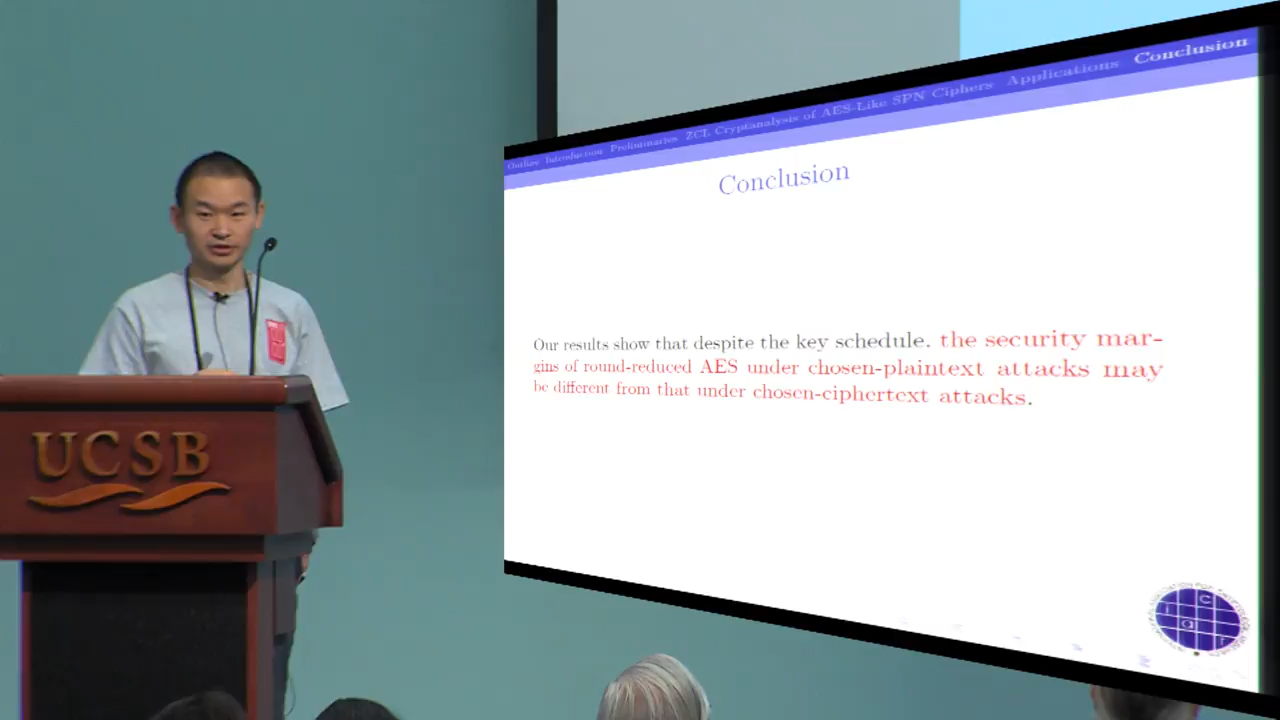 Outline Introduction Preliminaries ZCL Cryptanalysis of AES-Like SPN Ciphers Applications Conclusion
Conclusion
Our results show that despite the key schedule. the security mar-
gins of round-reduced AES under chosen-plaintext attacks may
be different from that under chosen-ciphertext attacks.
UCSB
i a c r